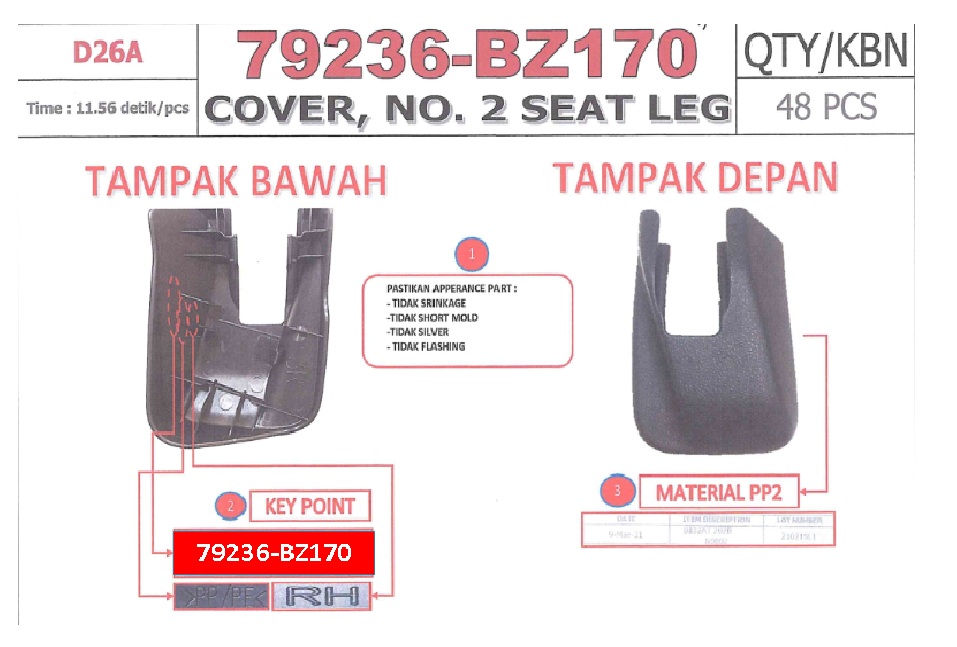 D26A
79236-BZ170
QTY/KBN
Time : 11.56 detik/pcs
COVER, NO. 2 SEAT LEG
48 PCS
TAMPAK BAWAH
TAMPAK DEPAN
1
PASTIKAN APPERANCE PART :
- TIDAK SRINKAGE
-TIDAK SHORT MOLD
-TIDAK SILVER
- TIDAK FLASHING
2
KEY POINT
3
MATERIAL PP2
DATE
ITEM DESCRIPTION
LOT NUMBER
9-Mar-21
79236-BZ170
RH